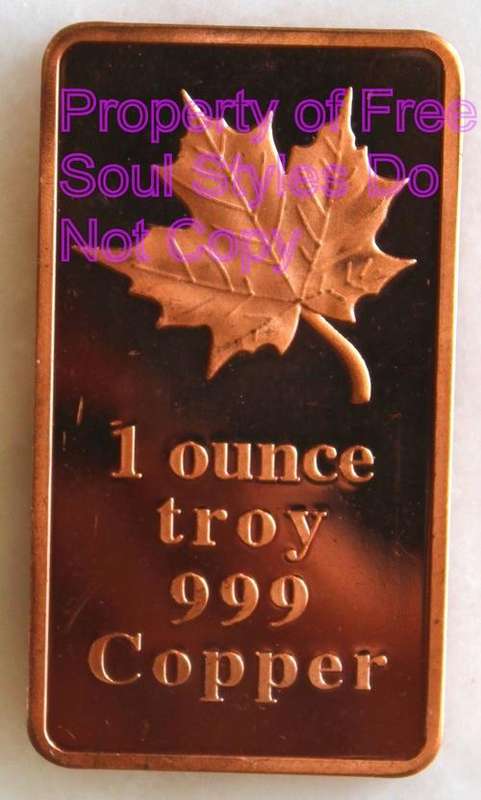 Property of Free
Soul Styles Do
Not Copy
1 ounce
troy
999
Copper